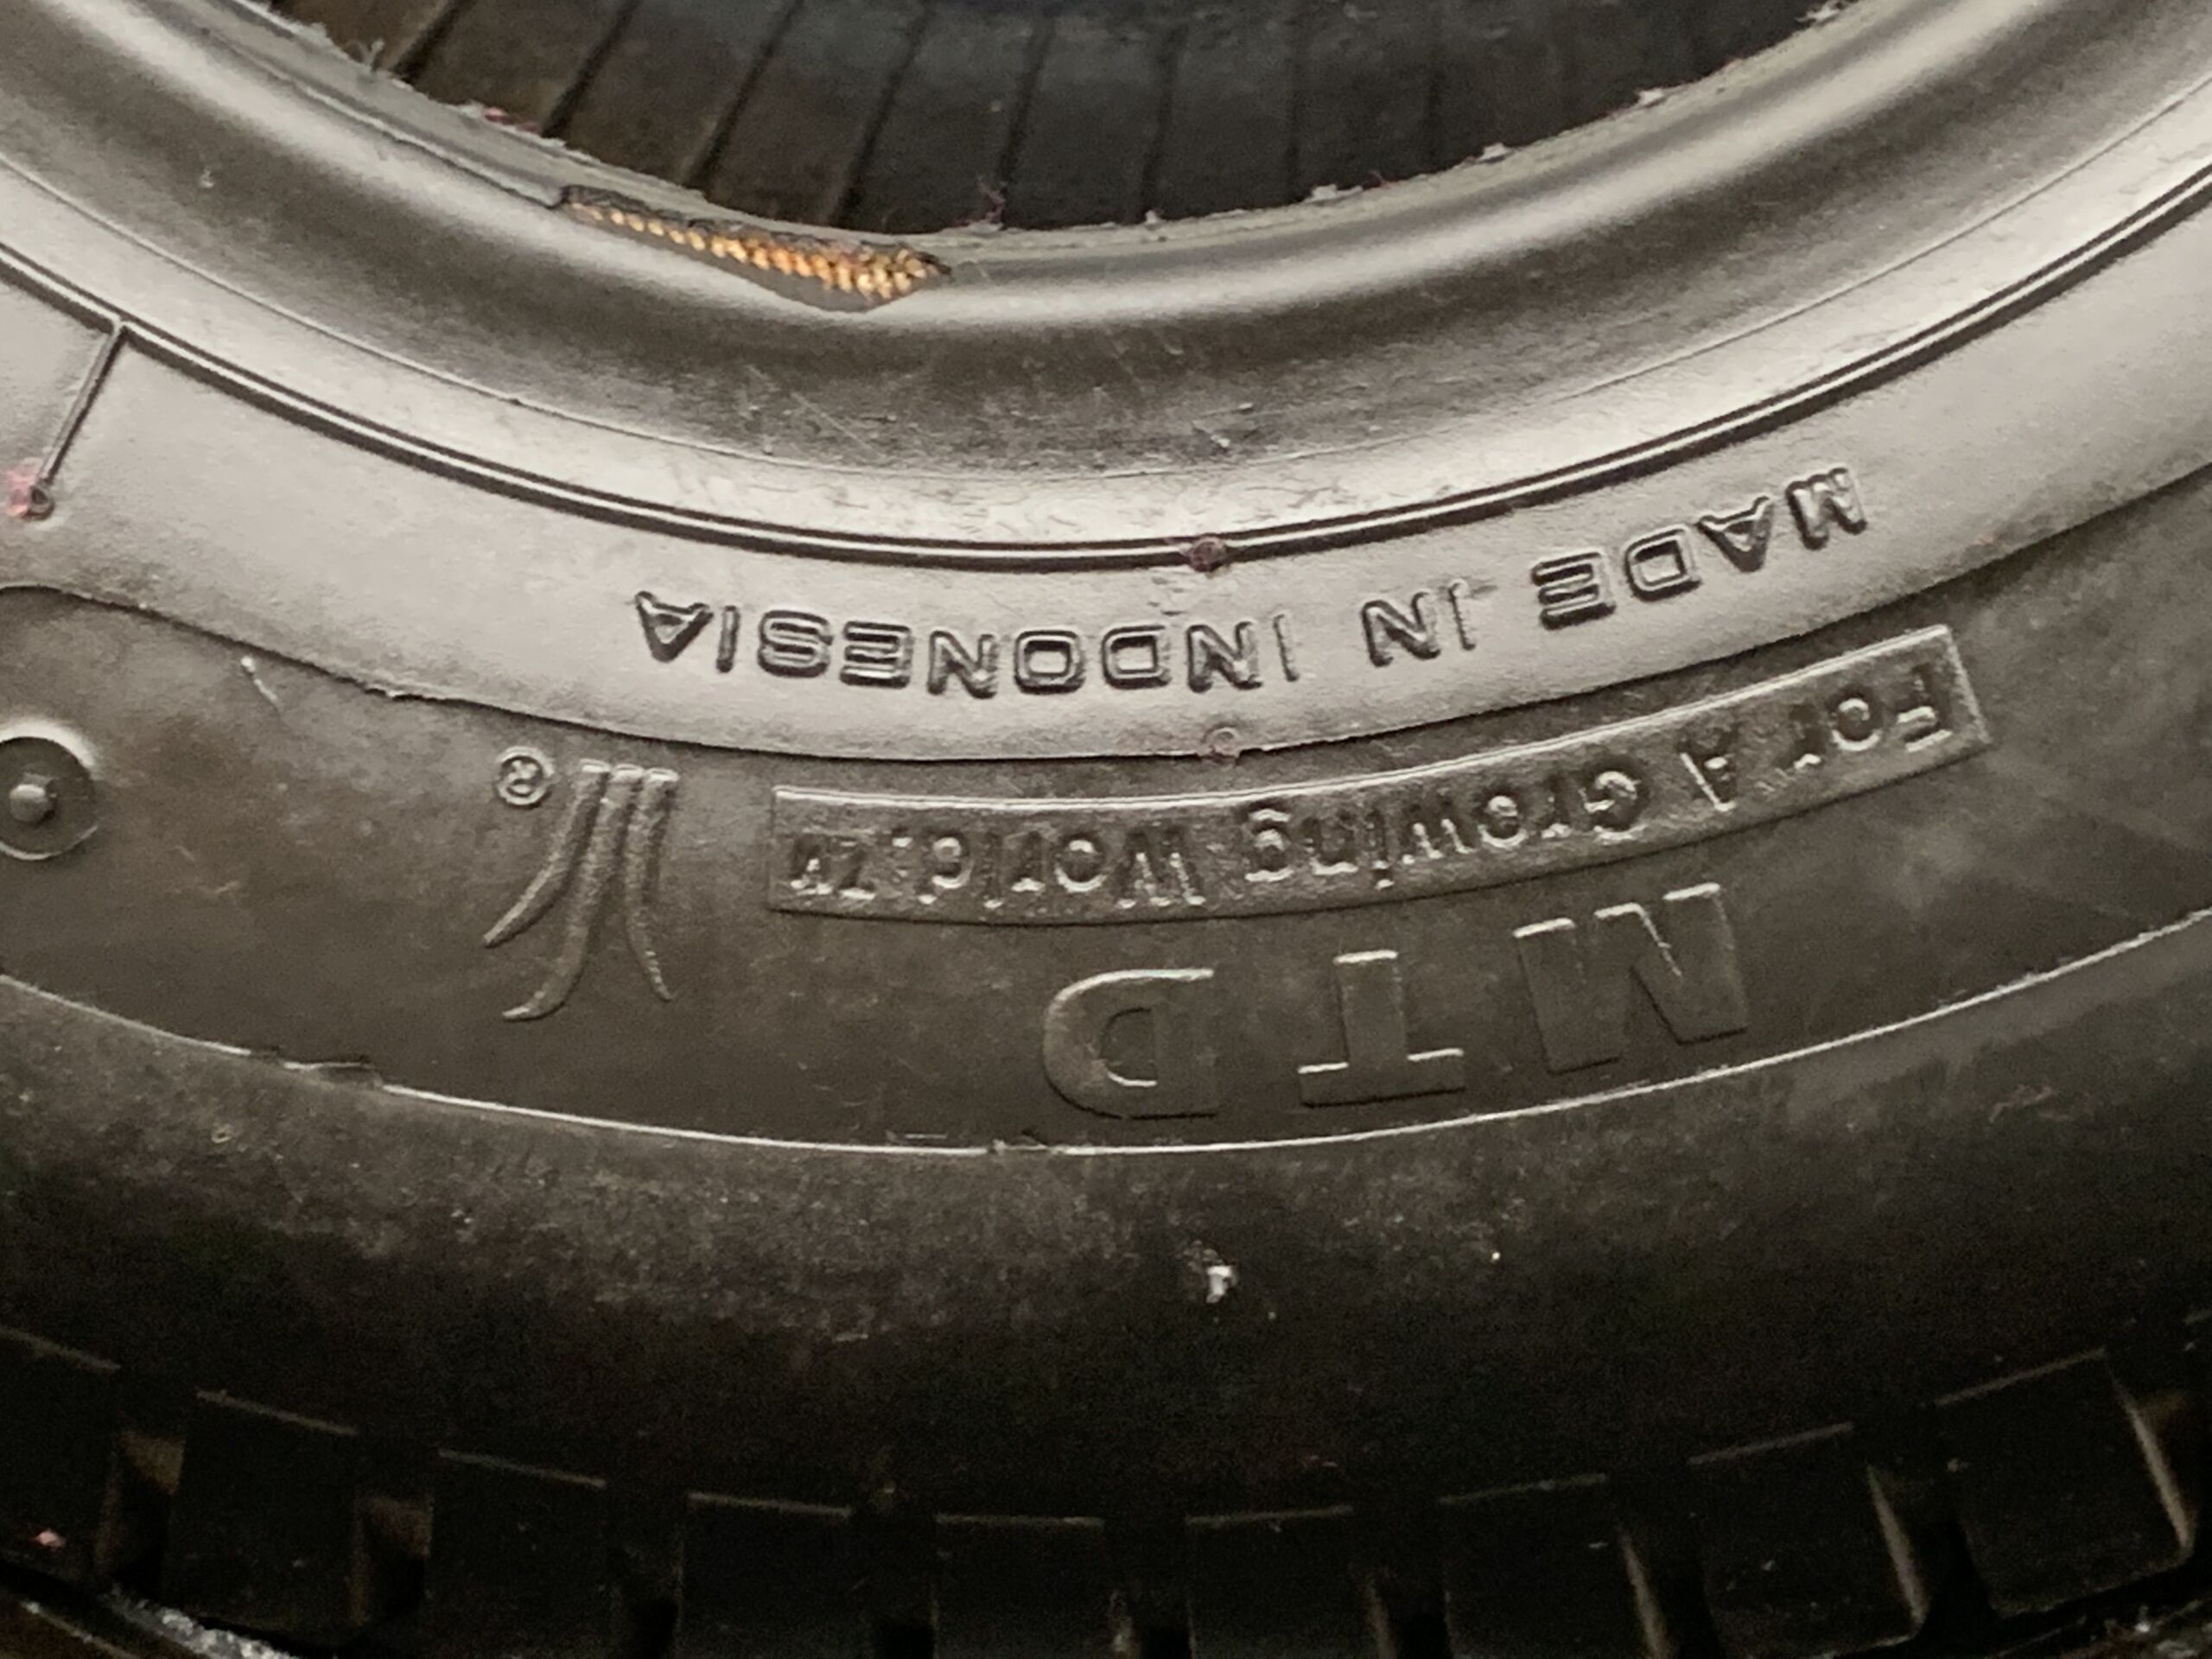 MTD
For A Growing World.TM
®
MADE IN INDONESIA